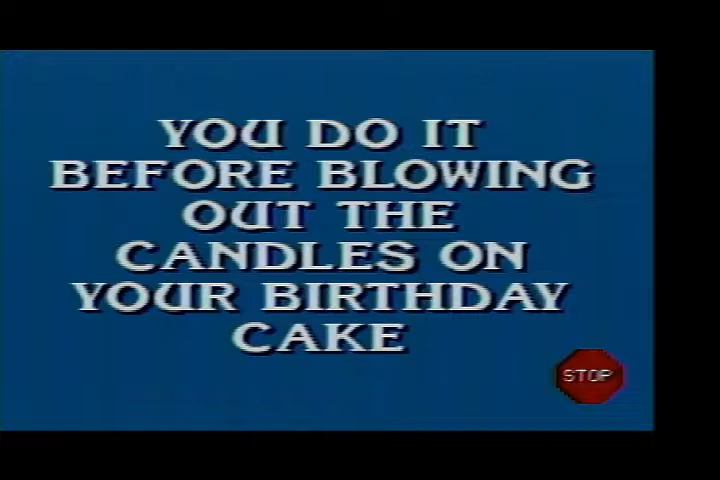 YOU DO IT
BEFORE BLOWING
OUT THE
CANDLES ON
YOUR BIRTHDAY
CAKE
STOP